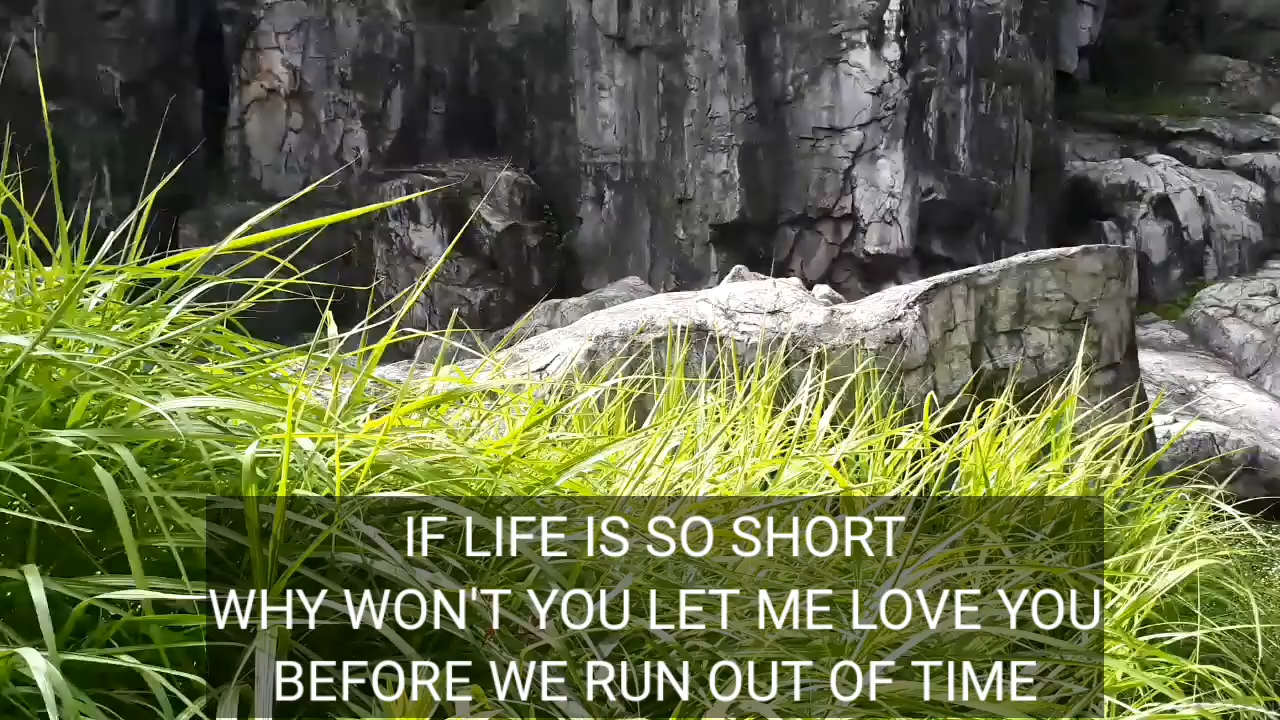 IF LIFE IS SO SHORT
WHY WON'T YOU LET ME LOVE YOU
BEFORE WE RUN OUT OF TIME